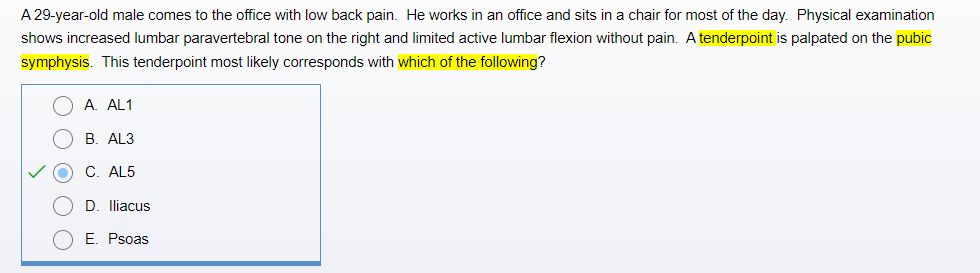 A 29-year-old male comes to the office with low back pain. He works in an office and sits in a chair for most of the day. Physical examination
shows increased lumbar paravertebral tone on the right and limited active lumbar flexion without pain. A tenderpoint is palpated on the pubic
symphysis. This tenderpoint most likely corresponds with which of the following?
A. AL1
B. AL3
C. AL5
D. Iliacus
E. Psoas